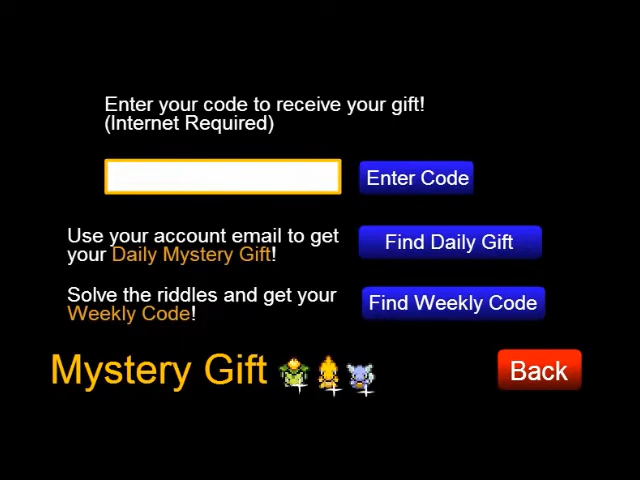 Enter your code to receive your gift!
(Internet Required)
Enter Code
Use your account email to get
your Daily Mystery Gift!
Find Daily Gift
Solve the riddles and get your
Weekly Code!
Find Weekly Code
Mystery Gift
Back